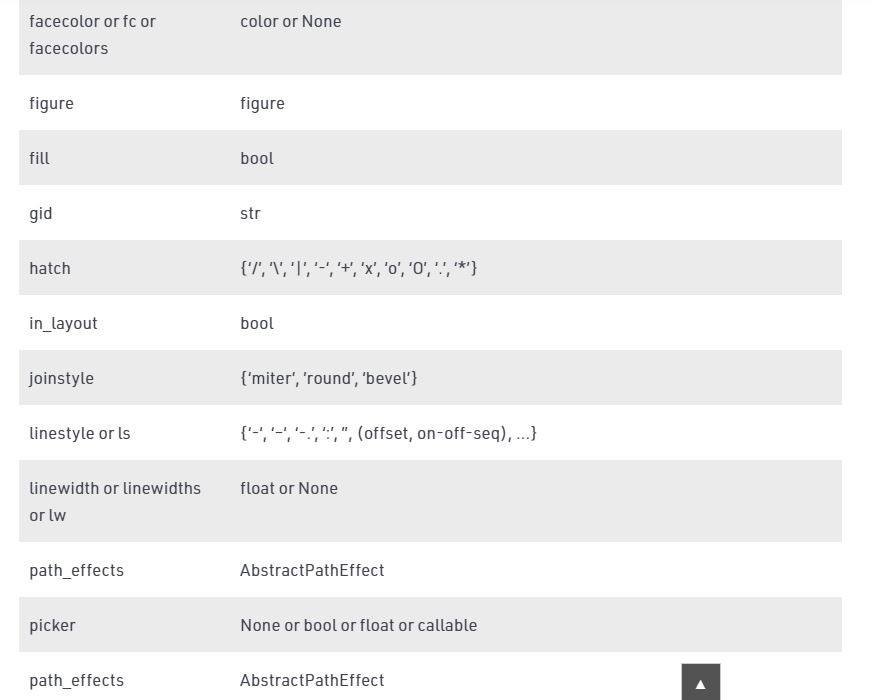 facecolor or fc or color or None
facecolors
figure figure
fill bool
gid str
hatch {‘/’, ‘\’, ‘|’, ‘-‘, ‘+’, ‘x’, ‘o’, ‘O’, ‘.’, ‘*’}
in_layout bool
joinstyle {‘miter’, ‘round’, ‘bevel’}
linestyle or ls {‘-‘, ‘–‘, ‘-.’, ‘:’, ”, (offset, on-off-seq), …}
linewidth or linewidths float or None
or lw
path_effects AbstractPathEffect
picker None or bool or float or callable
path_effects AbstractPathEffect